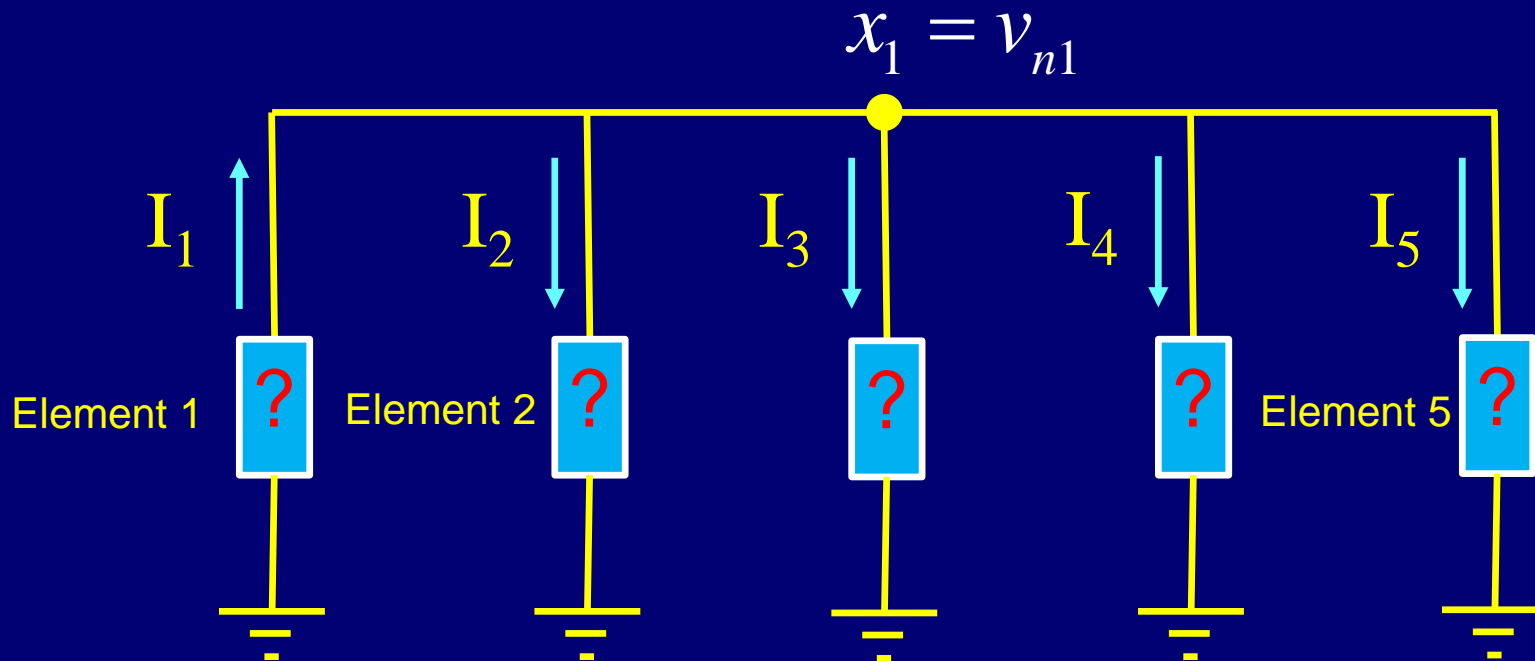 x₁ = vₙ₁
I₁ I₂ I₃ I₄ I₅
? ? ? ? ?
Element 1 Element 2 Element 5